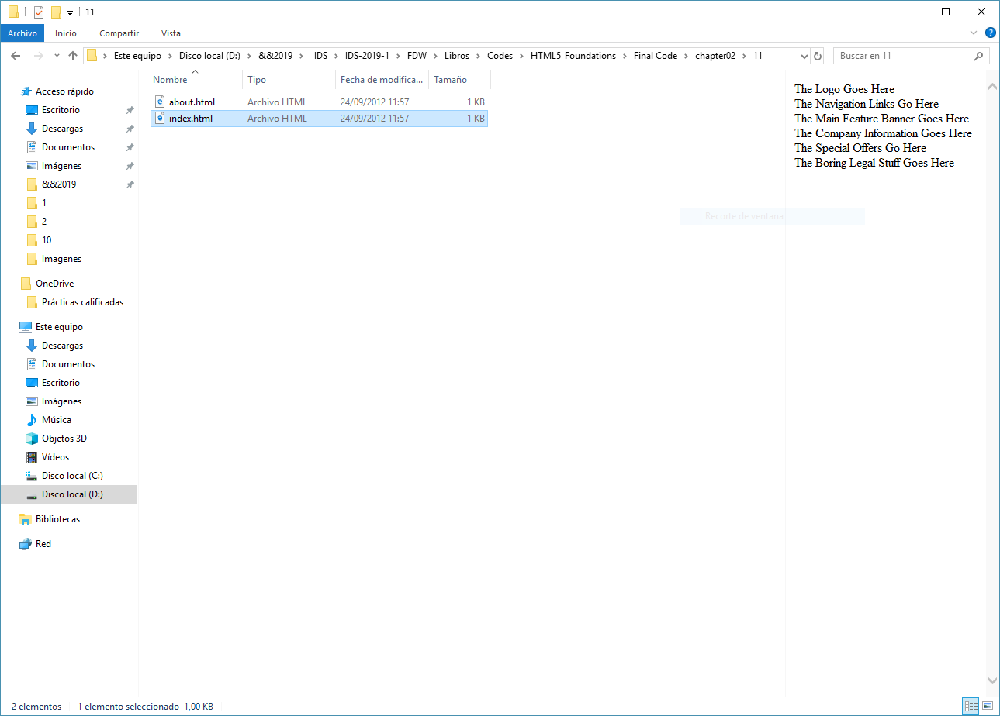 11
Archivo Inicio Compartir Vista
Este equipo Disco local (D:) &&2019 _IDS IDS-2019-1 FDW Libros Codes HTML5_Foundations Final Code chapter02 11 Buscar en 11
Acceso rápido
Escritorio
Descargas
Documentos
Imágenes
&&2019
1
2
10
Imagenes
OneDrive
Prácticas calificadas
Este equipo
Descargas
Documentos
Escritorio
Imágenes
Música
Objetos 3D
Vídeos
Disco local (C:)
Disco local (D:)
Bibliotecas
Red
Nombre Tipo Fecha de modifica... Tamaño
about.html Archivo HTML 24/09/2012 11:57 1 KB
index.html Archivo HTML 24/09/2012 11:57 1 KB
The Logo Goes Here
The Navigation Links Go Here
The Main Feature Banner Goes Here
The Company Information Goes Here
The Special Offers Go Here
The Boring Legal Stuff Goes Here
Recorte de ventana
2 elementos 1 elemento seleccionado 1,00 KB